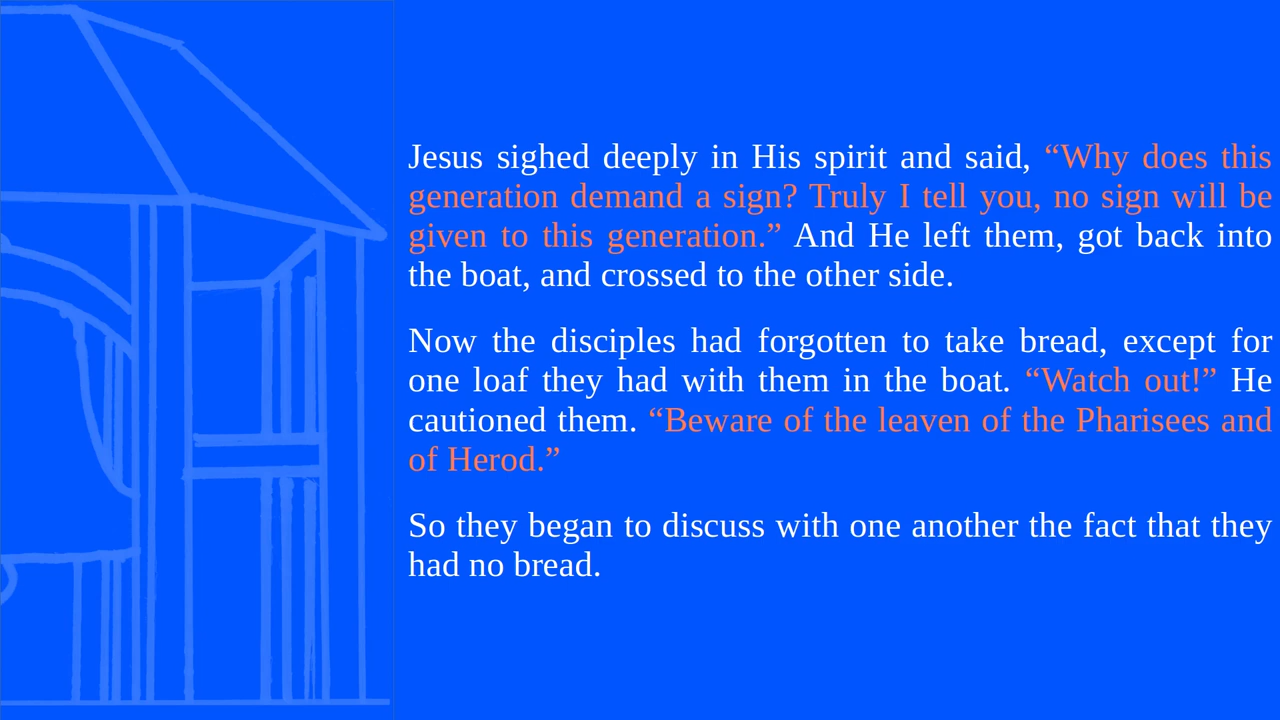 Jesus sighed deeply in His spirit and said, “Why does this
generation demand a sign? Truly I tell you, no sign will be
given to this generation.” And He left them, got back into
the boat, and crossed to the other side.
Now the disciples had forgotten to take bread, except for
one loaf they had with them in the boat. “Watch out!” He
cautioned them. “Beware of the leaven of the Pharisees and
of Herod.”
So they began to discuss with one another the fact that they
had no bread.